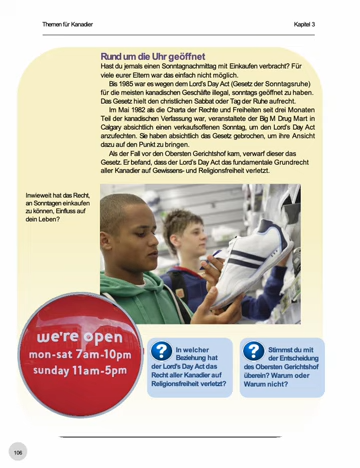 Themen für Kanadier
Kapitel 3
Rund um die Uhr geöffnet
Hast du jemals einen Sonntagnachmittag mit Einkaufen verbracht? Für
viele eurer Eltern war das einfach nicht möglich.
Bis 1985 war es wegen dem Lord's Day Act (Gesetz der Sonntagsruhe)
für die meisten kanadischen Geschäfte illegal, sonntags geöffnet zu haben.
Das Gesetz hielt den christlichen Sabbat oder Tag der Ruhe aufrecht.
Im Mai 1982 als die Charta der Rechte und Freiheiten seit drei Monaten
Teil der kanadischen Verfassung war, veranstaltete der Big M Drug Mart in
Calgary absichtlich einen verkaufsoffenen Sonntag, um den Lord's Day Act
anzufechten. Sie haben absichtlich das Gesetz gebrochen, um ihre Ansicht
dazu auf den Punkt zu bringen.
Als der Fall vor den Obersten Gerichtshof kam, verwarf dieser das
Gesetz. Er befand, dass der Lord's Day Act das fundamentale Grundrecht
aller Kanadier auf Gewissens- und Religionsfreiheit verletzt.
Inwieweit hat das Recht,
an Sonntagen einkaufen
zu können, Einfluss auf
dein Leben?
we're open
mon-sat 7am-10pm
sunday 11am-5pm
? In welcher
Beziehung hat
der Lord's Day Act das
Recht aller Kanadier auf
Religionsfreiheit verletzt?
? Stimmst du mit
der Entscheidung
des Obersten Gerichtshof
überein? Warum oder
Warum nicht?
106